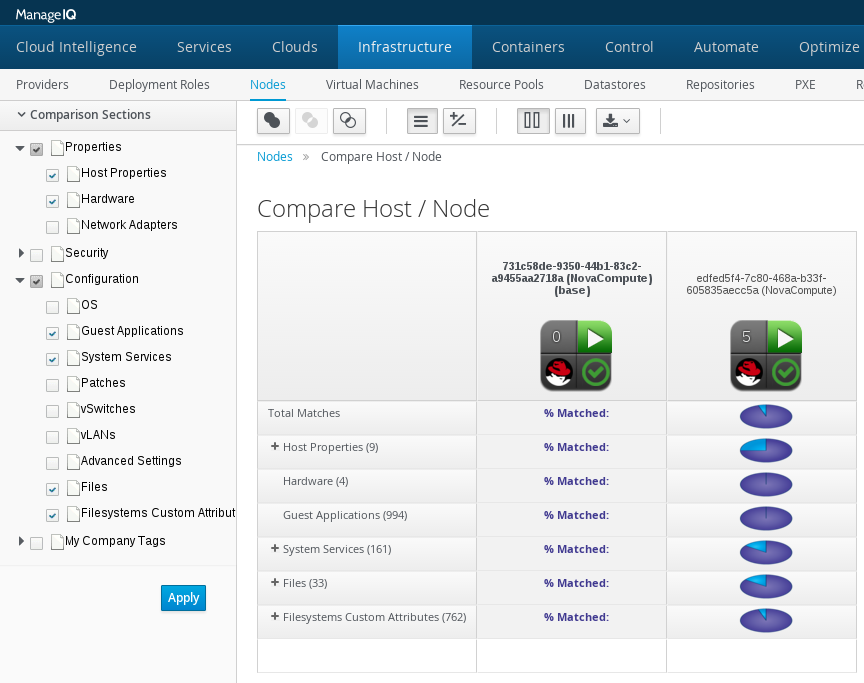 ManageIQ
Cloud Intelligence Services Clouds Infrastructure Containers Control Automate Optimize
Providers Deployment Roles Nodes Virtual Machines Resource Pools Datastores Repositories PXE
Comparison Sections
Properties
Host Properties
Hardware
Network Adapters
Security
Configuration
OS
Guest Applications
System Services
Patches
vSwitches
vLANs
Advanced Settings
Files
Filesystems Custom Attribut
My Company Tags
Apply
Nodes » Compare Host / Node
Compare Host / Node
731c58de-9350-44b1-83c2-
a9455aa2718a (NovaCompute)
(base)
edfed5f4-7c80-468a-b33f-
605835aecc5a (NovaCompute)
0
5
Total Matches % Matched:
Host Properties (9) % Matched:
Hardware (4) % Matched:
Guest Applications (994) % Matched:
System Services (161) % Matched:
Files (33) % Matched:
Filesystems Custom Attributes (762) % Matched: